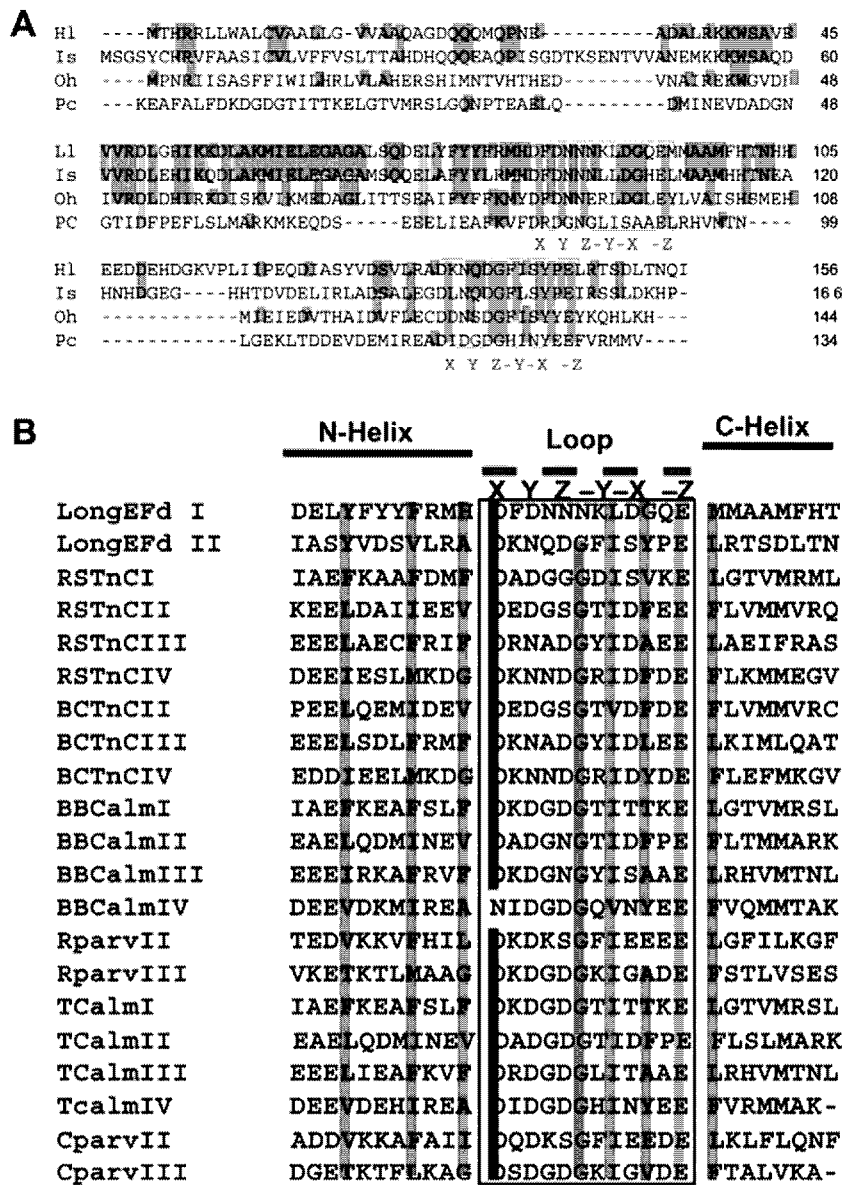 A
Hl ----MTHRRLLWALCVAALLG-VVAAQAGDQQQMQPNE--------ADALRKKWSAVE 45
Is MSGSYCHRVFAASICVLVFFVSLTTAHDHQQQEAQPISGDTKSENTVVANEMKKKWSAQD 60
Oh ----MPNRIISASFFIWILHRLVLAHERSHIMNTVHTHED------VNAIREKWGVDI 48
Pc ----KEAFALFDKDGDGTITTKELGTVMRSLGQNPTEAELQ------DMINEVDADGN 48
Ll VVRDLGHIKKDLAKMIELEGAGALSQDELYFYYFRMHDFDNNNKLDGQEMMAAMFHTNHH 105
Is VVRDLEHIKQDLAKMIELEGAGAMSQQELAFYYLRMHDFDNNNKLDGHELMAAMHHTNEA 120
Oh IVRDLDHIRKDISKVIKMEDAGLITTSEAIFYFFKMYDFDNNERLDGLEYLVAISHSMEH 108
PC GTIDFPEFLSLMARKMKEQDS------EEELIEAFKVFDRDGNGLISAAELRHVMTN---- 99
X Y Z-Y-X -Z
Hl EEDDEHDGKVPLIIPEQDIASYVDSVLRADKNQDGFISYPELRTSDLTNQI 156
Is HNHDGEG----HHTDVDELIRLADSALEGDLNQDGFLSYPEIRSSLDKHP- 16 6
Oh ------------MIEIEDVTHAIDVFLECDDNSDGFISYYEYKQHLKH--- 144
Pc ------------LGEKLTDDEVDEMIREADIDGDGHINYEEFVRMMV---- 134
X Y Z-Y-X -Z
B
N-Helix Loop C-Helix
X Y Z -Y-X -Z
LongEFd I DELYFYYFRMH DFDNNNKLDGQE MMAAMFHT
LongEFd II IASYVDSVLRA DKNQDGFISYPE LRTSDLTN
RSTnCI IAEFKAAFDMF DADGGGDISVKE LGTVMRML
RSTnCII KEELDAIIEEV DEDGSGTIDFEE FLVMMVRQ
RSTnCIII EEELAECFRIF DRNADGYIDAEE LAEIFRAS
RSTnCIV DEEIESLMKDG DKNNDGRIDFDE FLKMMEGV
BCTnCII PEELQEMIDEV DEDGSGTVDFDE FLVMMVRC
BCTnCIII EEELSDLFRMF DKNADGYIDLEE LKIMLQAT
BCTnCIV EDDIEELMKDG DKNNDGRIDYDE FLEFMKGV
BBCalmI IAEFKEAFSLF DKDGDGTITTKE LGTVMRSL
BBCalmII EAELQDMINEV DADGNGTIDFPE FLTMMARK
BBCalmIII EEEIRKAFRVF DKDGNGYISAAE LRHVMTNL
BBCalmIV DEEVDKMIREA NIDGDGQVNYEE FVQMMTAK
RparvII TEDVKKVFHIL DKDKSGFIEEEE LGFILKGF
RparvIII VKETKTLMAAG DKDGDGKIGADE FSTLVSES
TCalmI IAEFKEAFSLF DKDGDGTITTKE LGTVMRSL
TCalmII EAELQDMINEV DADGDGTIDFPE FLSLMARK
TCalmIII EEELIEAFKVF DRDGDGLITAAE LRHVMTNL
TcalmIV DEEVDEHIREA DIDGDGHINYEE FVRMMAK-
CparvII ADDVKKAFAII DQDKSGFIEEDE LKLFLQNF
CparvIII DGETKTFLKAG DSDGDGKIGVDE FTALVKA-